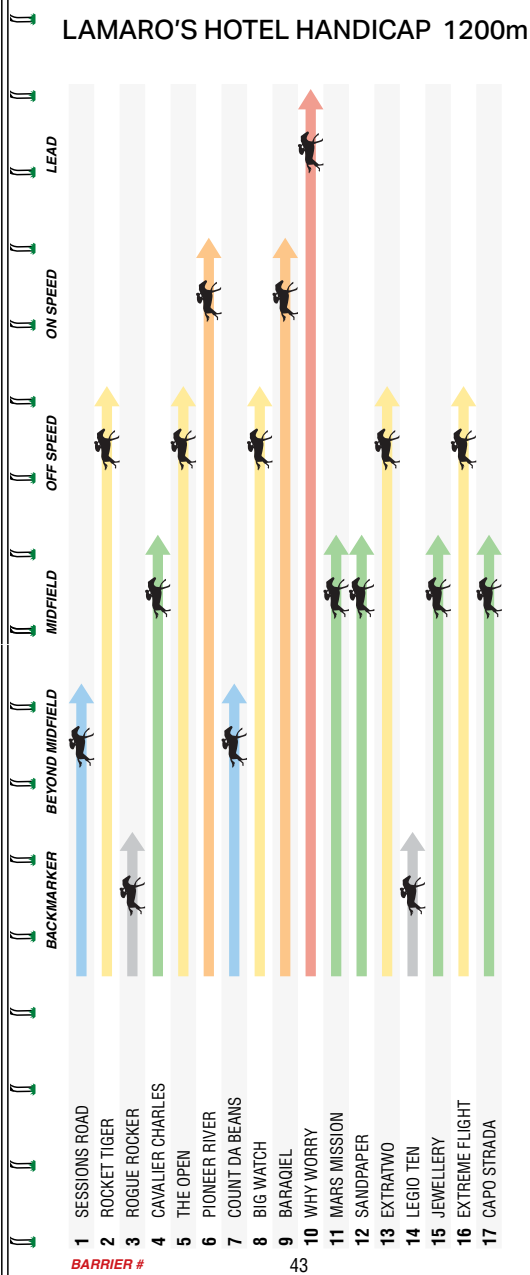 LAMARO'S HOTEL HANDICAP 1200m
LEAD
ON SPEED
OFF SPEED
MIDFIELD
BEYOND MIDFIELD
BACKMARKER
1 SESSIONS ROAD
2 ROCKET TIGER
3 ROGUE ROCKER
4 CAVALIER CHARLES
5 THE OPEN
6 PIONEER RIVER
7 COUNT DA BEANS
8 BIG WATCH
9 BARAQIEL
10 WHY WORRY
11 MARS MISSION
12 SANDPAPER
13 EXTRATWO
14 LEGIO TEN
15 JEWELLERY
16 EXTREME FLIGHT
17 CAPO STRADA
BARRIER #
43